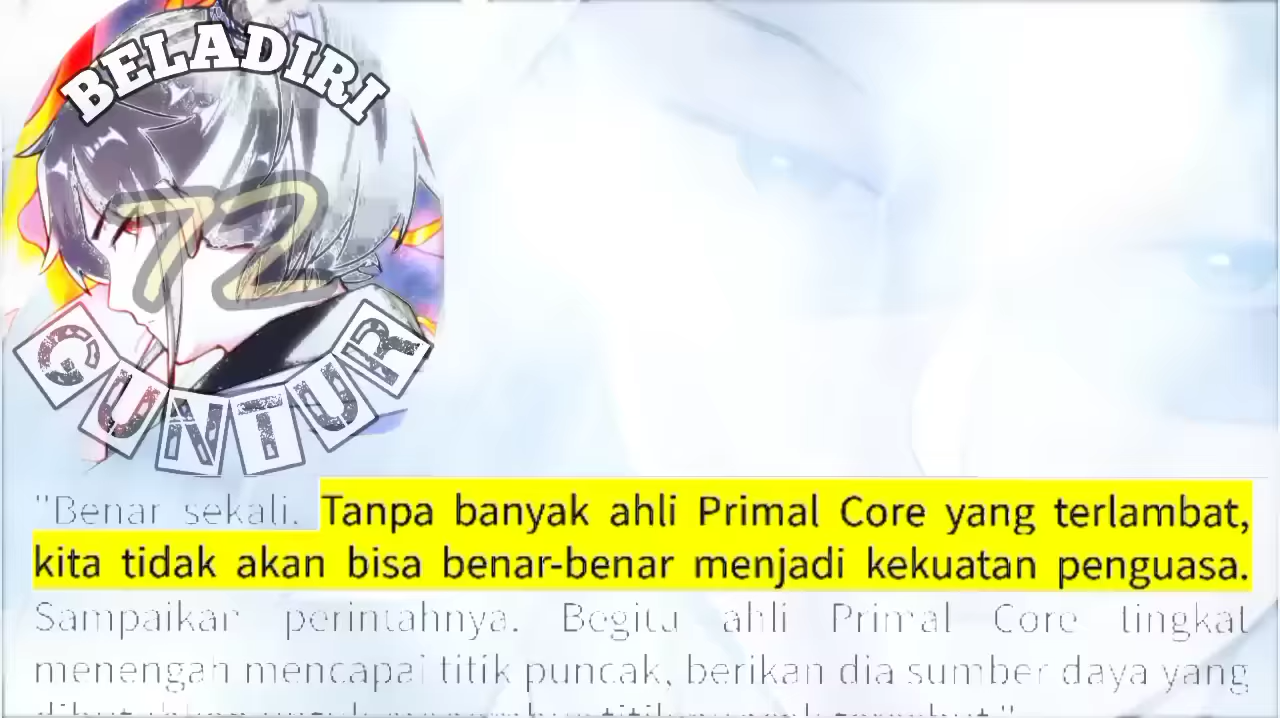 BELADIRI
72
GUNTUR
"Benar sekali. Tanpa banyak ahli Primal Core yang terlambat,
kita tidak akan bisa benar-benar menjadi kekuatan penguasa.
Sampaikan perintahnya. Begitu ahli Primal Core tingkat
menengah mencapai titik puncak, berikan dia sumber daya yang